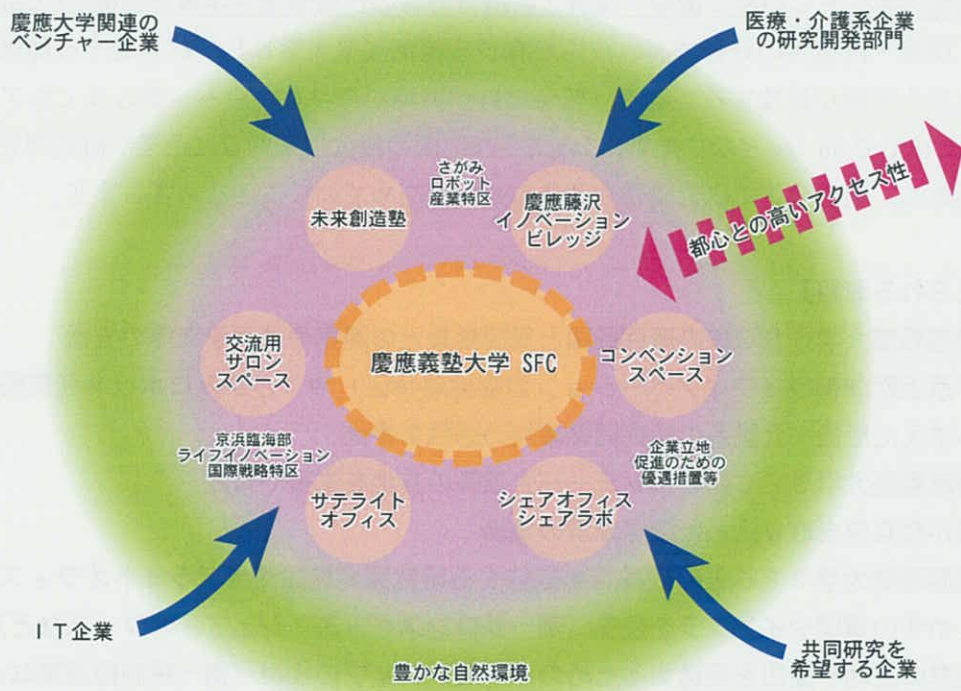 慶應大学関連の
ベンチャー企業
医療・介護系企業
の研究開発部門
さがみ
ロボット
産業特区
未来創造塾
慶應藤沢
イノベーション
ビレッジ
都心との高いアクセス性
交流用
サロン
スペース
慶應義塾大学 SFC
コンベンション
スペース
京浜臨海部
ライフイノベーション
国際戦略特区
企業立地
促進のための
優遇措置等
サテライト
オフィス
シェアオフィス
シェアラボ
IT企業
共同研究を
希望する企業
豊かな自然環境